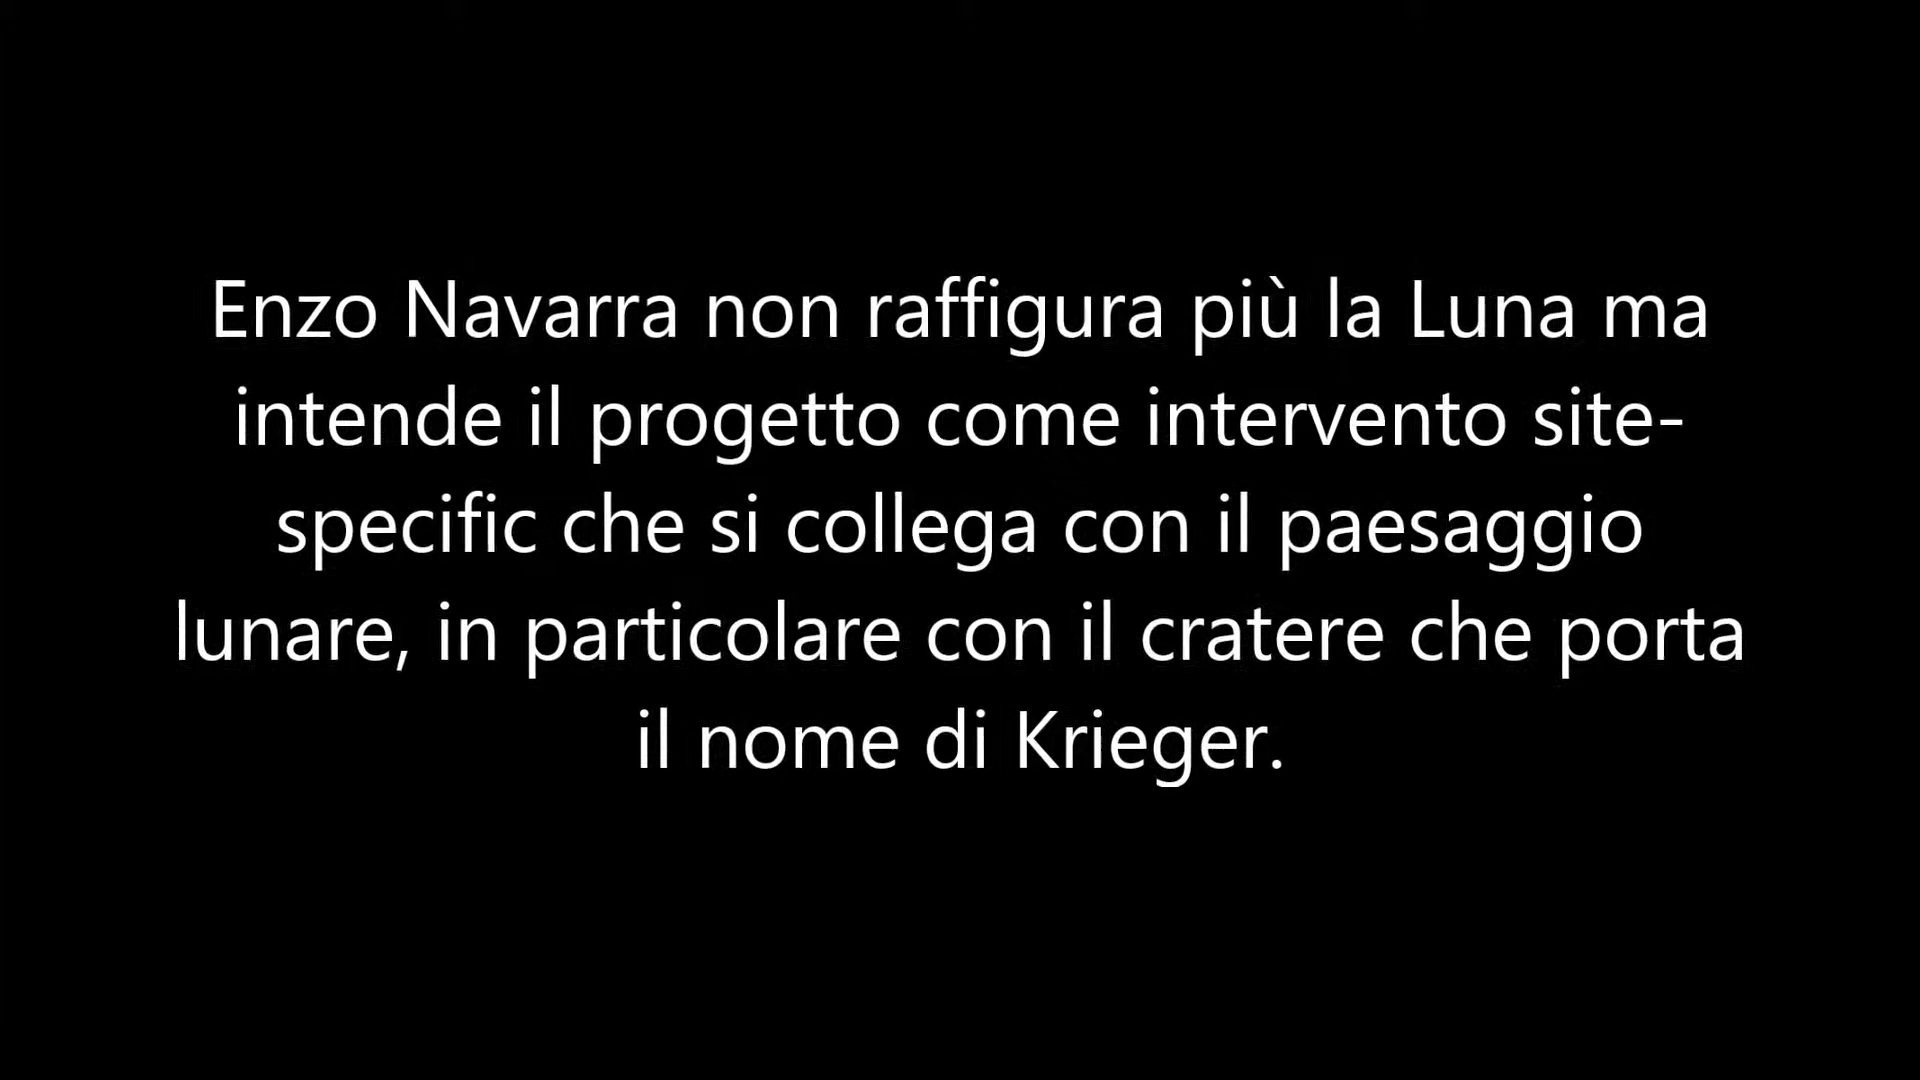 Enzo Navarra non raffigura più la Luna ma
intende il progetto come intervento site-
specific che si collega con il paesaggio
lunare, in particolare con il cratere che porta
il nome di Krieger.